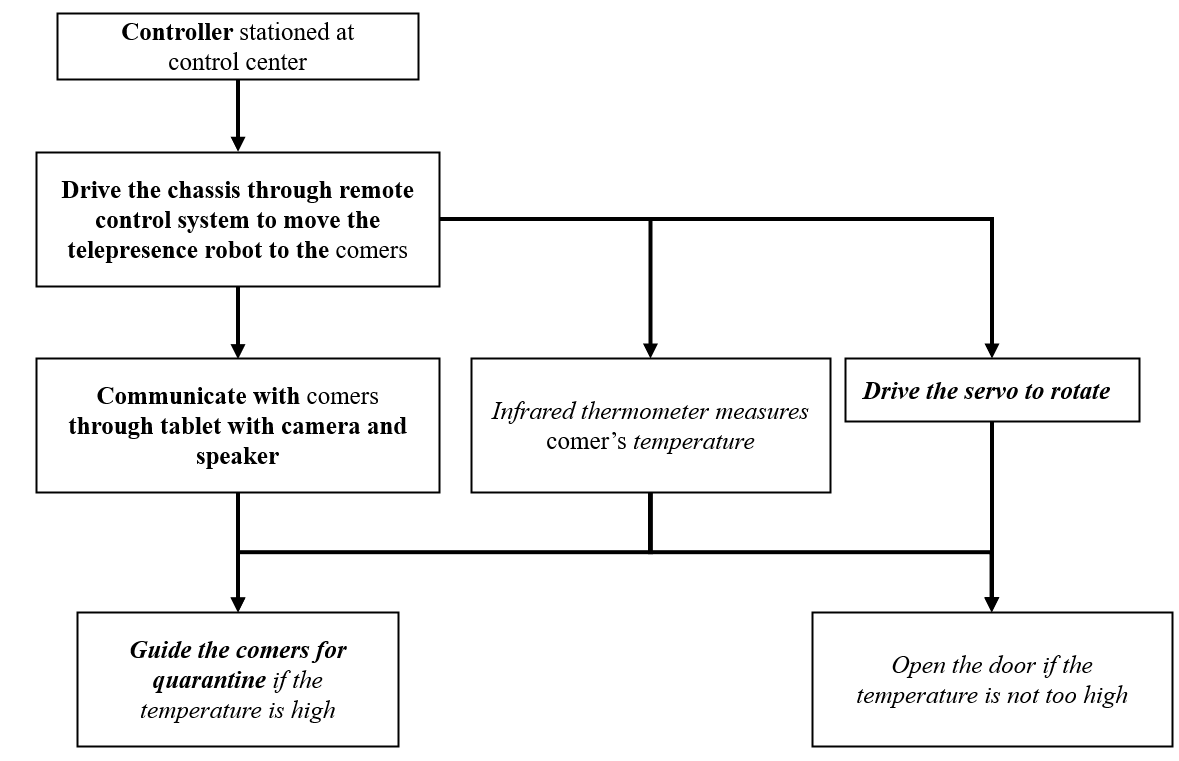 Controller stationed at
control center
Drive the chassis through remote
control system to move the
telepresence robot to the comers
Communicate with comers
through tablet with camera and
speaker
Infrared thermometer measures
comer’s temperature
Drive the servo to rotate
Guide the comers for
quarantine if the
temperature is high
Open the door if the
temperature is not too high